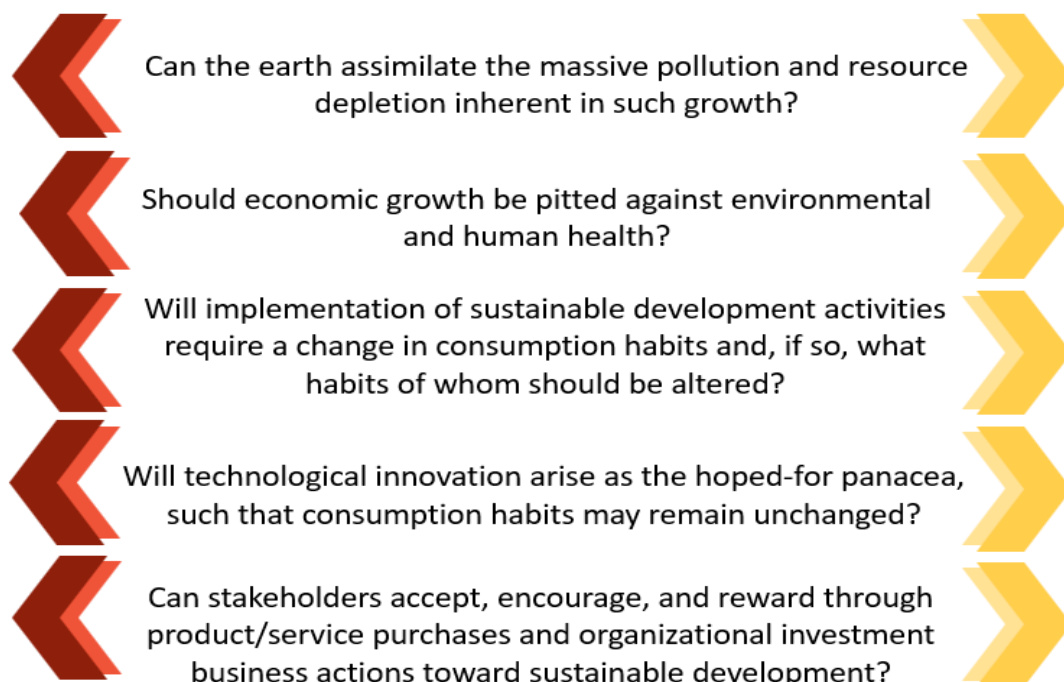 Can the earth assimilate the massive pollution and resource
depletion inherent in such growth?
Should economic growth be pitted against environmental
and human health?
Will implementation of sustainable development activities
require a change in consumption habits and, if so, what
habits of whom should be altered?
Will technological innovation arise as the hoped-for panacea,
such that consumption habits may remain unchanged?
Can stakeholders accept, encourage, and reward through
product/service purchases and organizational investment
business actions toward sustainable development?